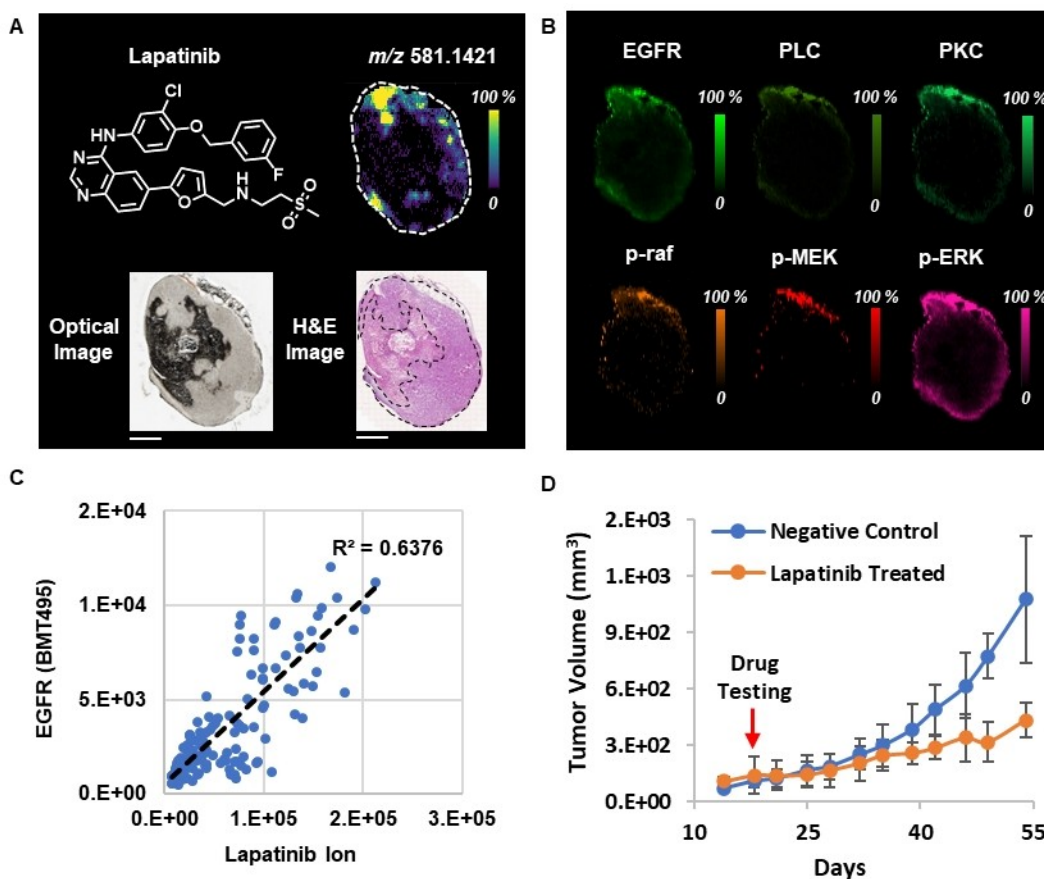 A
Lapatinib
m/z 581.1421
Cl
HN
O
N
N
F
O
H
N
O
S
O
100 %
0
Optical
Image
H&E
Image
B
EGFR
PLC
PKC
100 %
0
100 %
0
100 %
0
p-raf
p-MEK
p-ERK
100 %
0
100 %
0
100 %
0
C
EGFR (BMT495)
2.E+04
1.E+04
5.E+03
0.E+00
R² = 0.6376
0.E+00 1.E+05 2.E+05 3.E+05
Lapatinib Ion
D
Tumor Volume (mm³)
2.E+03
1.E+03
9.E+02
6.E+02
3.E+02
0.E+00
Negative Control
Lapatinib Treated
Drug
Testing
10 25 40 55
Days